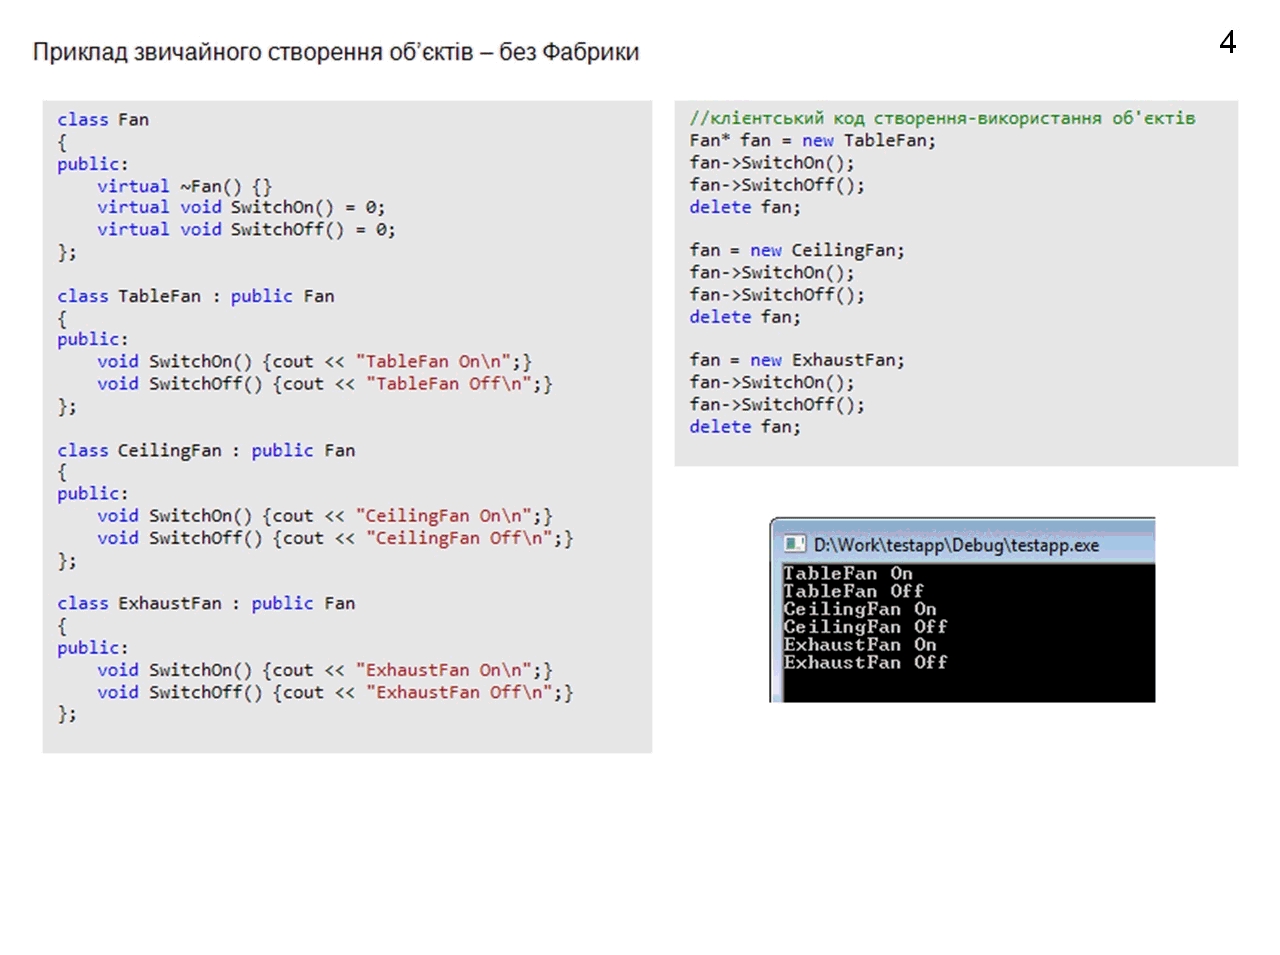 Приклад звичайного створення об’єктів – без Фабрики
4
class Fan
{
public:
    virtual ~Fan() {}
    virtual void SwitchOn() = 0;
    virtual void SwitchOff() = 0;
};

class TableFan : public Fan
{
public:
    void SwitchOn() {cout << "TableFan On\n";}
    void SwitchOff() {cout << "TableFan Off\n";}
};

class CeilingFan : public Fan
{
public:
    void SwitchOn() {cout << "CeilingFan On\n";}
    void SwitchOff() {cout << "CeilingFan Off\n";}
};

class ExhaustFan : public Fan
{
public:
    void SwitchOn() {cout << "ExhaustFan On\n";}
    void SwitchOff() {cout << "ExhaustFan Off\n";}
};

//клієнтський код створення-використання об'єктів
Fan* fan = new TableFan;
fan->SwitchOn();
fan->SwitchOff();
delete fan;

fan = new CeilingFan;
fan->SwitchOn();
fan->SwitchOff();
delete fan;

fan = new ExhaustFan;
fan->SwitchOn();
fan->SwitchOff();
delete fan;

D:\Work\testapp\Debug\testapp.exe
TableFan On
TableFan Off
CeilingFan On
CeilingFan Off
ExhaustFan On
ExhaustFan Off